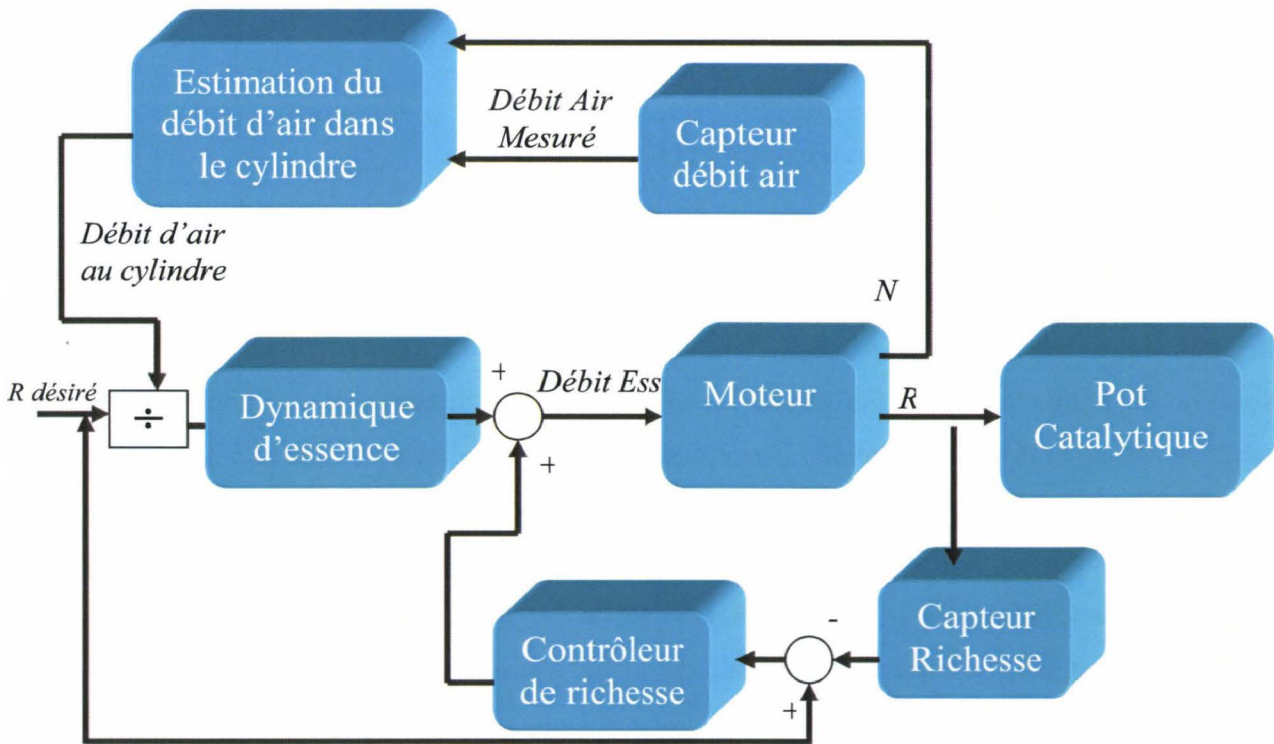 Estimation du
débit d'air dans
le cylindre
Débit Air
Mesuré
Capteur
débit air
Débit d'air
au cylindre
N
R désiré
÷
Dynamique
d'essence
+
+
Débit Ess
Moteur
R
Pot
Catalytique
Contrôleur
de richesse
-
+
Capteur
Richesse